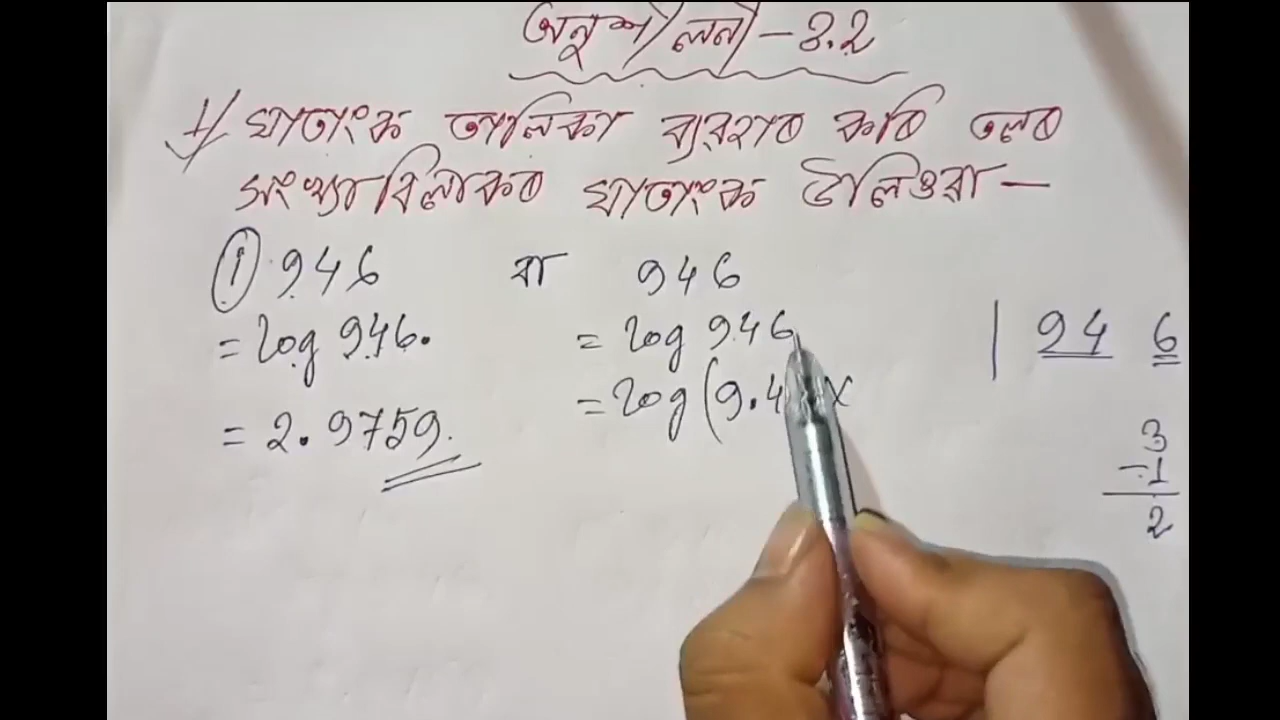 অনুশীলনী - 3.2
1/ ঘাতাংক তালিকা ব্যৱহাৰ কৰি তলৰ
সংখ্যাবিলাকৰ ঘাতাংক উলিওৱা —
(i) 946 বা 946
= log 946. = log 946 | 94 6
= 2.9759. = log (9.4 x
3
- 1
2